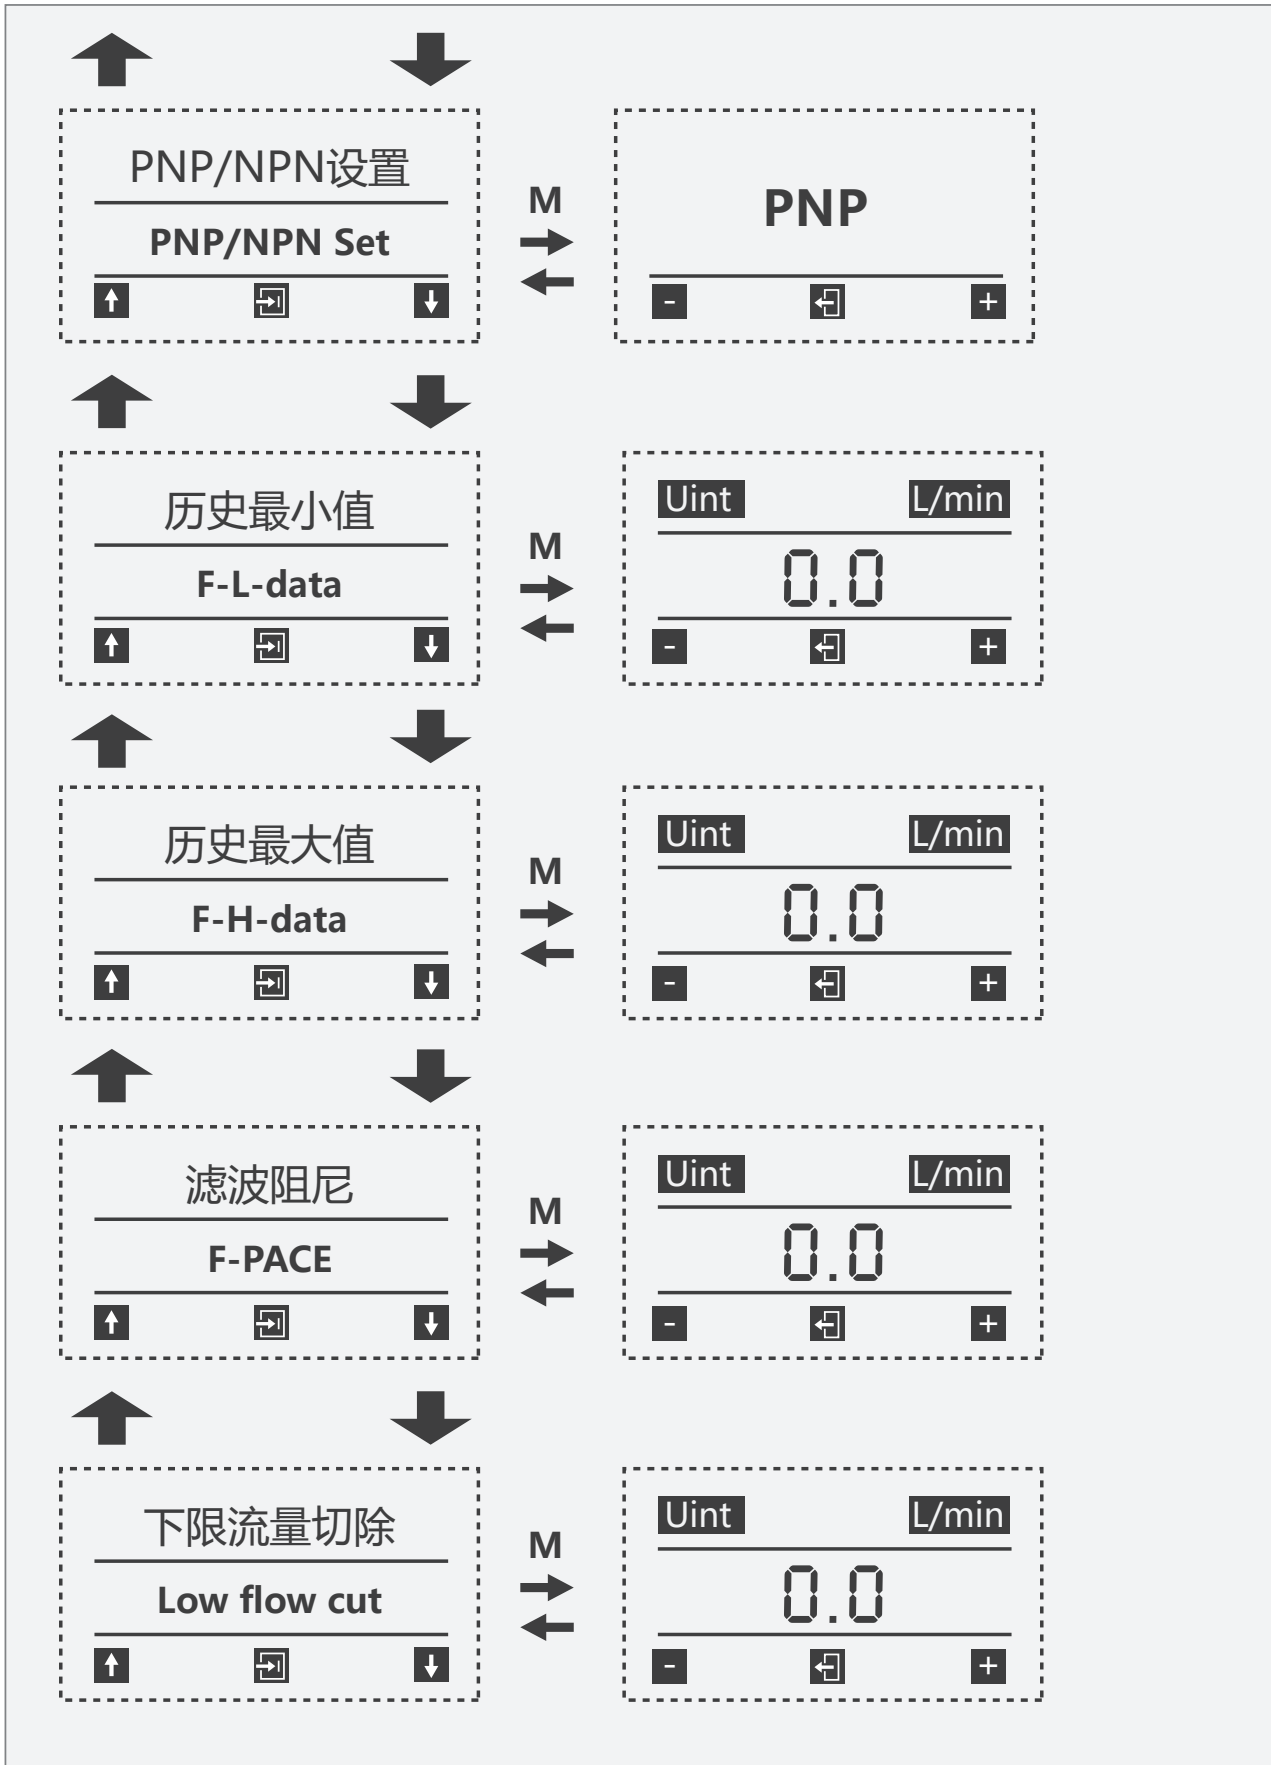 PNP/NPN设置
PNP/NPN Set
M
PNP
- +
历史最小值
F-L-data
M
Uint L/min
0.0
- +
历史最大值
F-H-data
M
Uint L/min
0.0
- +
滤波阻尼
F-PACE
M
Uint L/min
0.0
- +
下限流量切除
Low flow cut
M
Uint L/min
0.0
- +